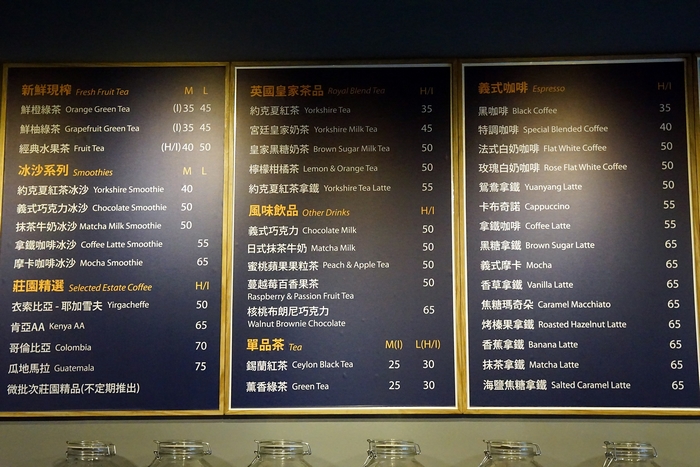 新鮮現榨 Fresh Fruit Tea M L
鮮橙綠茶 Orange Green Tea (I) 35 45
鮮柚綠茶 Grapefruit Green Tea (I) 35 45
經典水果茶 Fruit Tea (H/I) 40 50
冰沙系列 Smoothies M L
約克夏紅茶冰沙 Yorkshire Smoothie 40
義式巧克力冰沙 Chocolate Smoothie 50
抹茶牛奶冰沙 Matcha Milk Smoothie 50
拿鐵咖啡冰沙 Coffee Latte Smoothie 55
摩卡咖啡冰沙 Mocha Smoothie 65
莊園精選 Selected Estate Coffee H/I
衣索比亞 - 耶加雪夫 Yirgacheffe 50
肯亞AA Kenya AA 65
哥倫比亞 Colombia 70
瓜地馬拉 Guatemala 75
微批次莊園精品(不定期推出)
英國皇家茶品 Royal Blend Tea H/I
約克夏紅茶 Yorkshire Tea 35
宮廷皇家奶茶 Yorkshire Milk Tea 45
皇家黑糖奶茶 Brown Sugar Milk Tea 50
檸檬柑橘茶 Lemon & Orange Tea 50
約克夏紅茶拿鐵 Yorkshire Tea Latte 55
風味飲品 Other Drinks H/I
義式巧克力 Chocolate Milk 50
日式抹茶牛奶 Matcha Milk 50
蜜桃蘋果果粒茶 Peach & Apple Tea 50
蔓越莓百香果茶 50
Raspberry & Passion Fruit Tea
核桃布朗尼巧克力 65
Walnut Brownie Chocolate
單品茶 Tea M(I) L(H/I)
錫蘭紅茶 Ceylon Black Tea 25 30
薰香綠茶 Green Tea 25 30
義式咖啡 Espresso H/I
黑咖啡 Black Coffee 35
特調咖啡 Special Blended Coffee 40
法式白奶咖啡 Flat White Coffee 50
玫瑰白奶咖啡 Rose Flat White Coffee 50
鴛鴦拿鐵 Yuanyang Latte 50
卡布奇諾 Cappuccino 55
拿鐵咖啡 Coffee Latte 55
黑糖拿鐵 Brown Sugar Latte 65
義式摩卡 Mocha 65
香草拿鐵 Vanilla Latte 65
焦糖瑪奇朵 Caramel Macchiato 65
烤榛果拿鐵 Roasted Hazelnut Latte 65
香蕉拿鐵 Banana Latte 65
抹茶拿鐵 Matcha Latte 65
海鹽焦糖拿鐵 Salted Caramel Latte 65